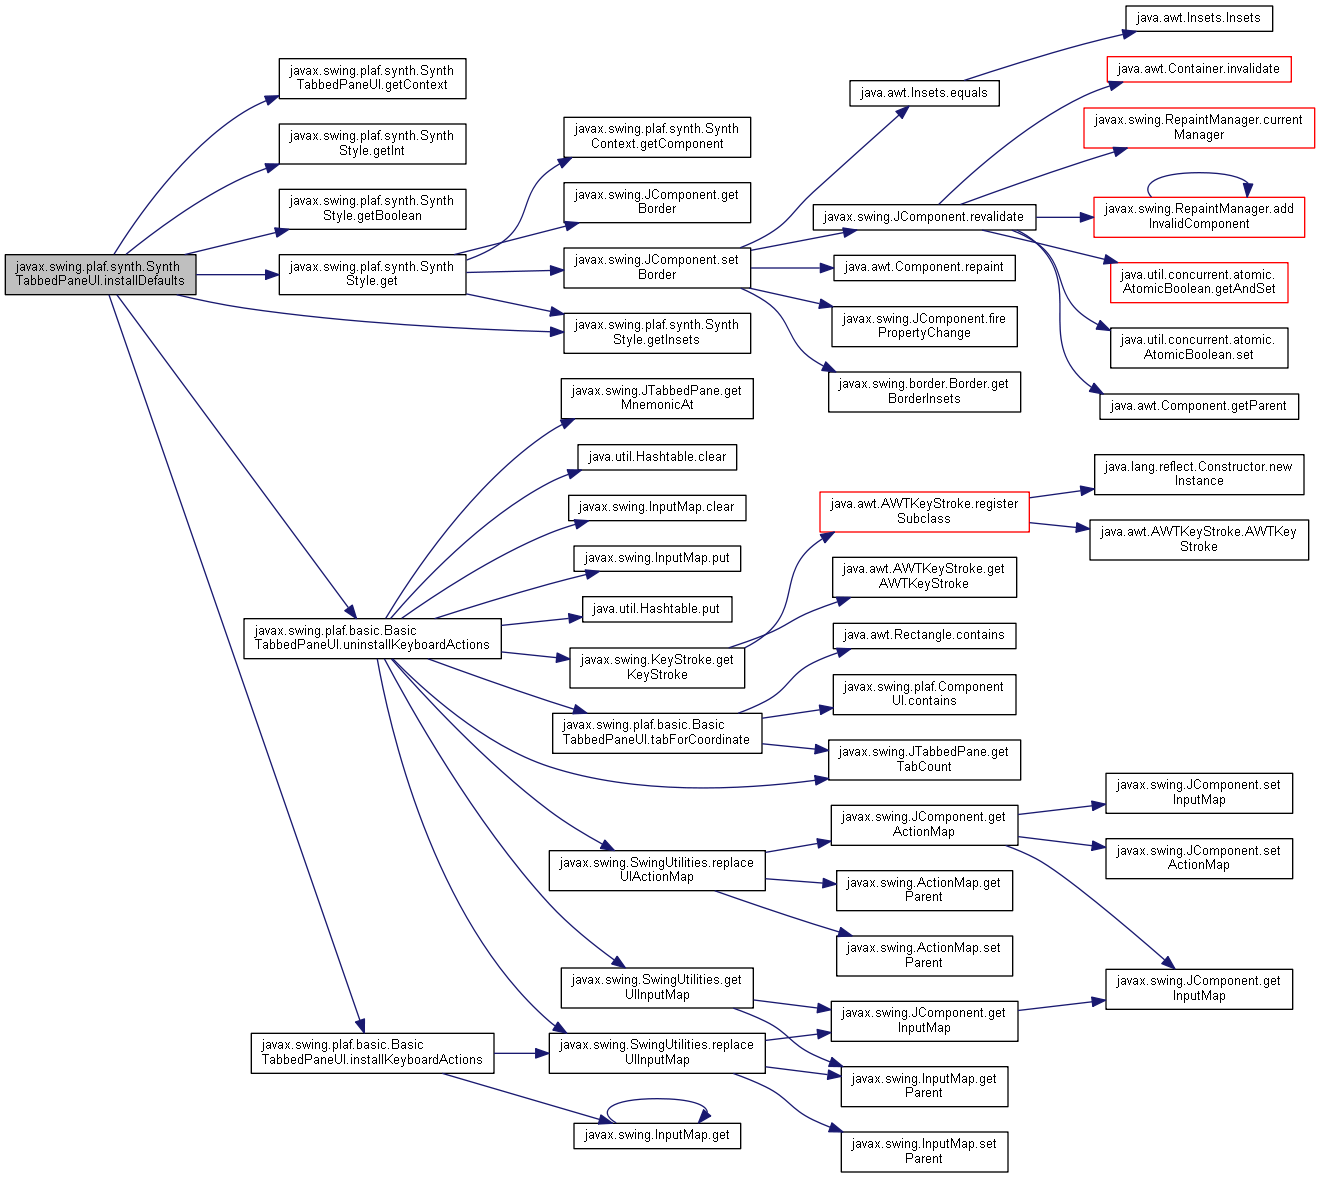 javax.swing.plaf.synth.Synth
TabbedPaneUI.installDefaults
javax.swing.plaf.synth.Synth
TabbedPaneUI.getContext
javax.swing.plaf.synth.Synth
Style.getInt
javax.swing.plaf.synth.Synth
Style.getBoolean
javax.swing.plaf.synth.Synth
Style.get
javax.swing.plaf.basic.Basic
TabbedPaneUI.uninstallKeyboardActions
javax.swing.plaf.basic.Basic
TabbedPaneUI.installKeyboardActions
javax.swing.plaf.synth.Synth
Context.getComponent
javax.swing.JComponent.get
Border
javax.swing.JComponent.set
Border
javax.swing.plaf.synth.Synth
Style.getInsets
javax.swing.JTabbedPane.get
MnemonicAt
java.util.Hashtable.clear
javax.swing.InputMap.clear
javax.swing.InputMap.put
java.util.Hashtable.put
javax.swing.KeyStroke.get
KeyStroke
javax.swing.plaf.basic.Basic
TabbedPaneUI.tabForCoordinate
javax.swing.SwingUtilities.replace
UIActionMap
javax.swing.SwingUtilities.get
UIInputMap
javax.swing.SwingUtilities.replace
UIInputMap
javax.swing.InputMap.get
java.awt.Insets.equals
javax.swing.JComponent.revalidate
java.awt.Component.repaint
javax.swing.JComponent.fire
PropertyChange
javax.swing.border.Border.get
BorderInsets
java.awt.AWTKeyStroke.register
Subclass
java.awt.AWTKeyStroke.get
AWTKeyStroke
java.awt.Rectangle.contains
javax.swing.plaf.Component
UI.contains
javax.swing.JTabbedPane.get
TabCount
javax.swing.JComponent.get
ActionMap
javax.swing.ActionMap.get
Parent
javax.swing.ActionMap.set
Parent
javax.swing.JComponent.get
InputMap
javax.swing.InputMap.get
Parent
javax.swing.InputMap.set
Parent
java.awt.Insets.Insets
java.awt.Container.invalidate
javax.swing.RepaintManager.current
Manager
javax.swing.RepaintManager.add
InvalidComponent
java.util.concurrent.atomic.
AtomicBoolean.getAndSet
java.util.concurrent.atomic.
AtomicBoolean.set
java.awt.Component.getParent
java.lang.reflect.Constructor.new
Instance
java.awt.AWTKeyStroke.AWTKey
Stroke
javax.swing.JComponent.set
InputMap
javax.swing.JComponent.set
ActionMap
javax.swing.JComponent.get
InputMap